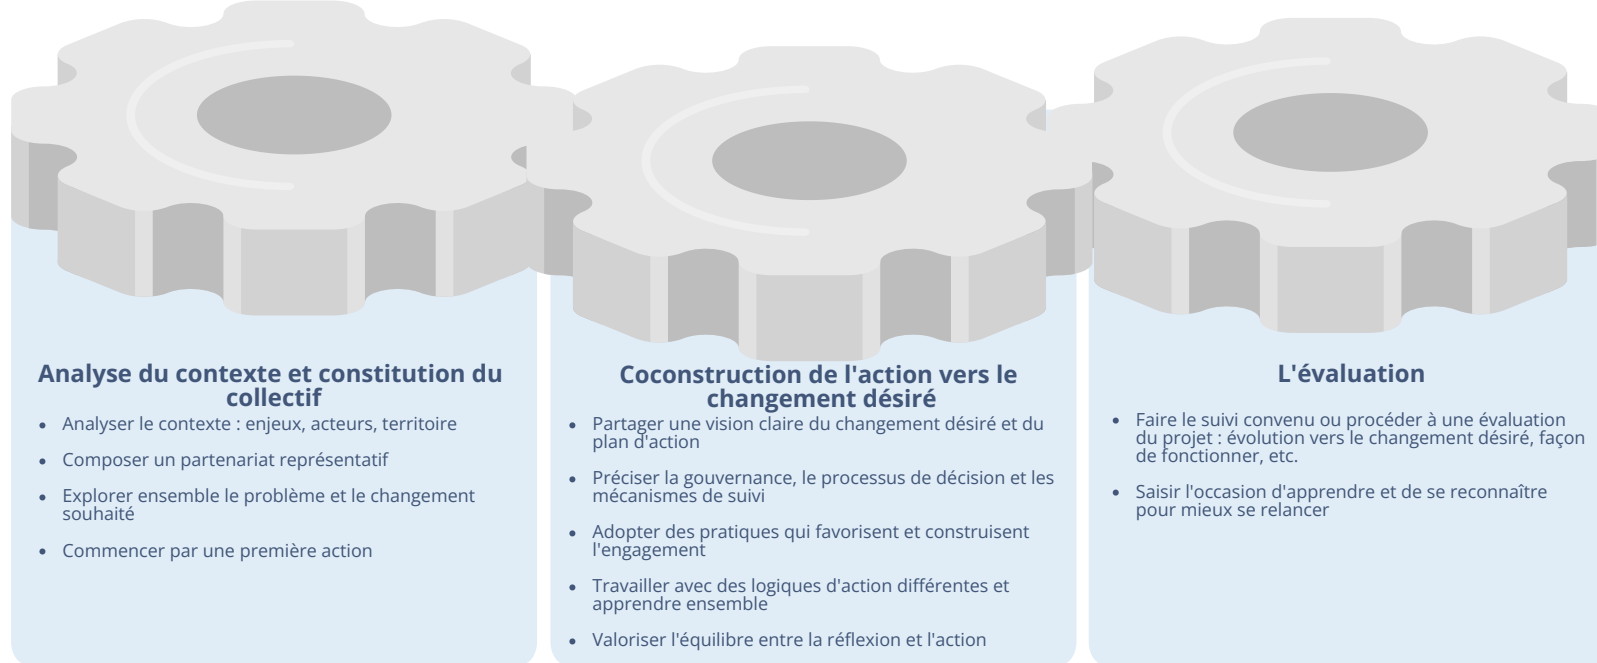 Analyse du contexte et constitution du
collectif
Analyser le contexte : enjeux, acteurs, territoire
Composer un partenariat représentatif
Explorer ensemble le problème et le changement
souhaité
Commencer par une première action
Coconstruction de l'action vers le
changement désiré
Partager une vision claire du changement désiré et du
plan d'action
Préciser la gouvernance, le processus de décision et les
mécanismes de suivi
Adopter des pratiques qui favorisent et construisent
l'engagement
Travailler avec des logiques d'action différentes et
apprendre ensemble
Valoriser l'équilibre entre la réflexion et l'action
L'évaluation
Faire le suivi convenu ou procéder à une évaluation
du projet : évolution vers le changement désiré, façon
de fonctionner, etc.
Saisir l'occasion d'apprendre et de se reconnaître
pour mieux se relancer